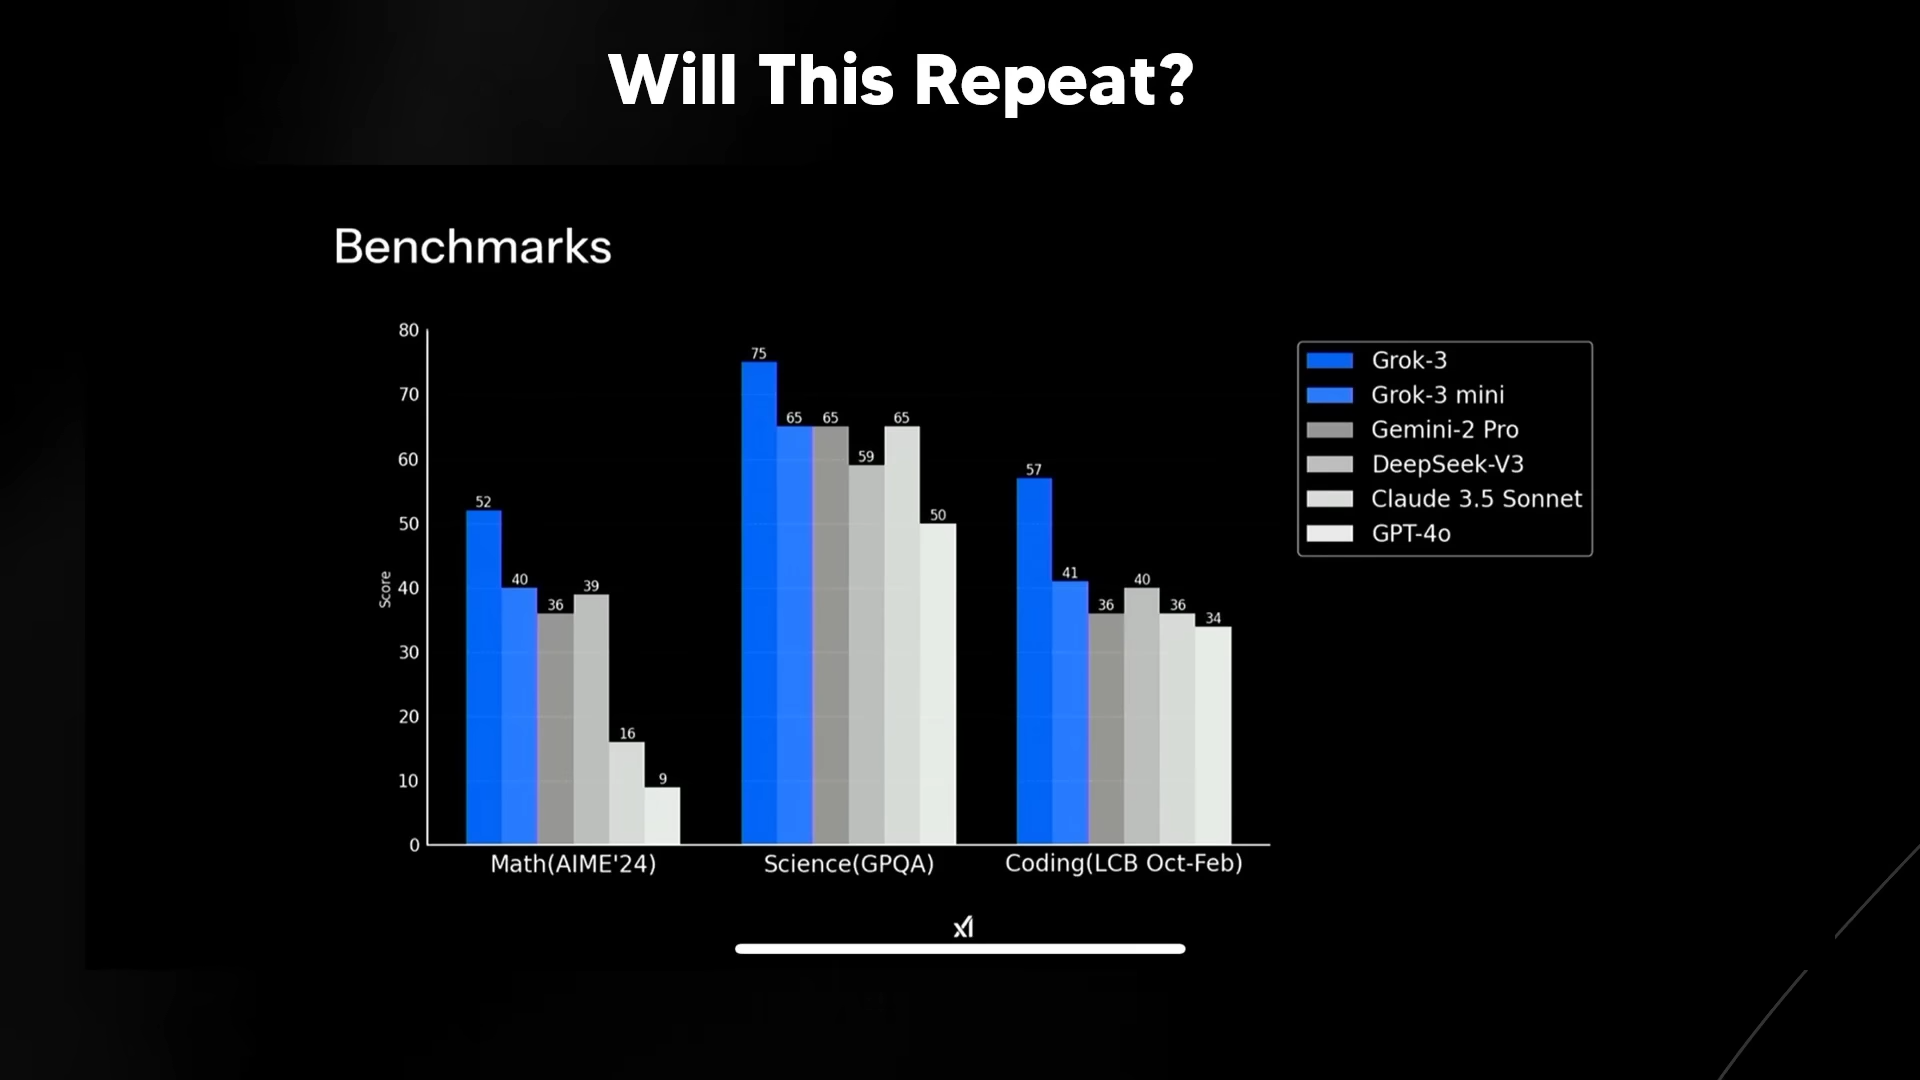 Will This Repeat?
Benchmarks
80
70
60
50
40
30
20
10
0
Score
52
40
36
39
16
9
75
65
65
59
65
50
57
41
36
40
36
34
Math(AIME'24)
Science(GPQA)
Coding(LCB Oct-Feb)
Grok-3
Grok-3 mini
Gemini-2 Pro
DeepSeek-V3
Claude 3.5 Sonnet
GPT-4o
xI